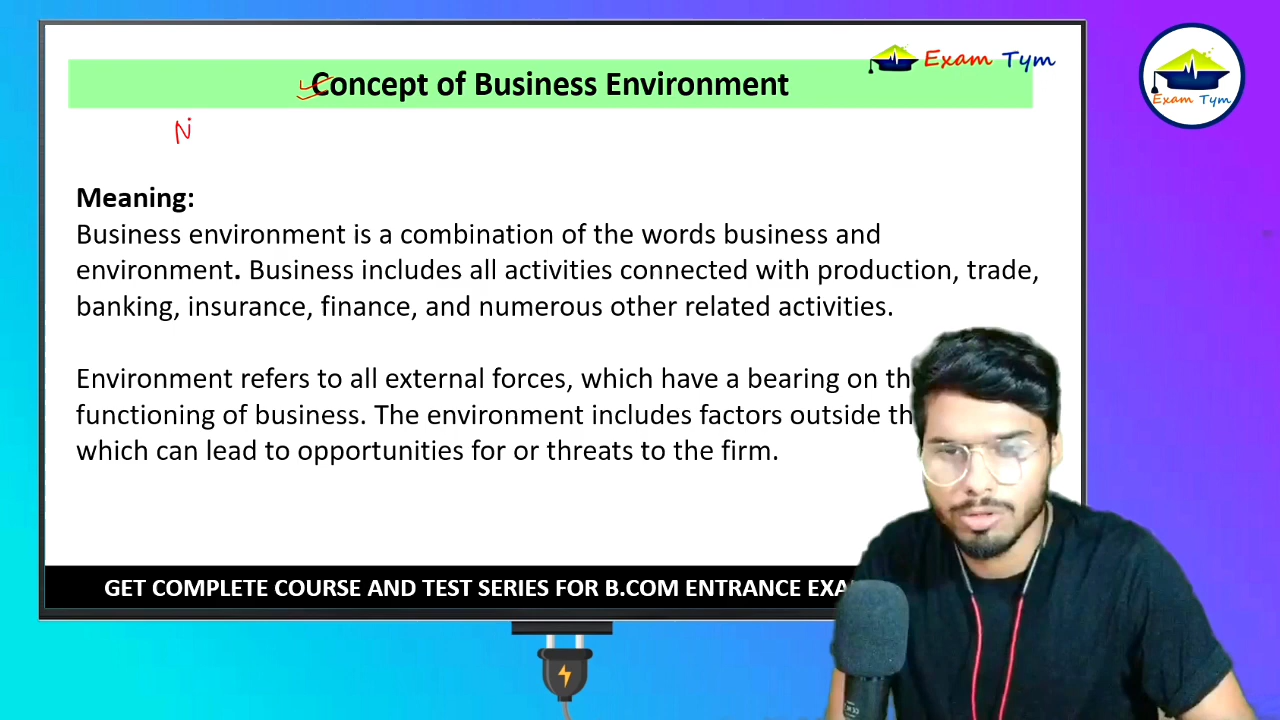 Exam Tym
Concept of Business Environment
Exam Tym
N
Meaning:
Business environment is a combination of the words business and
environment. Business includes all activities connected with production, trade,
banking, insurance, finance, and numerous other related activities.
Environment refers to all external forces, which have a bearing on th
functioning of business. The environment includes factors outside th
which can lead to opportunities for or threats to the firm.
GET COMPLETE COURSE AND TEST SERIES FOR B.COM ENTRANCE EXA